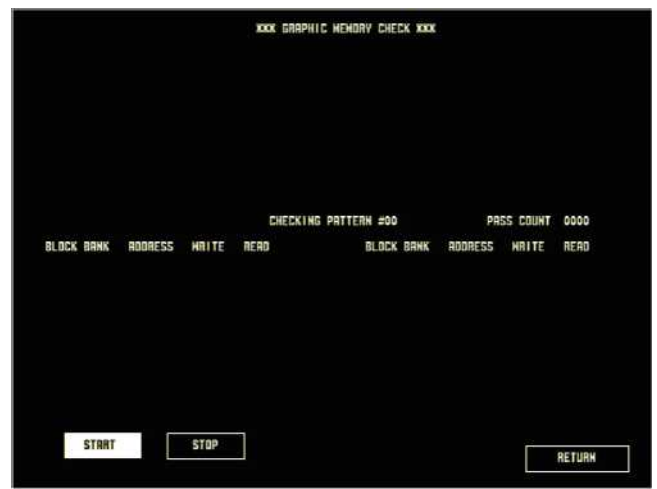 XXX GRAPHIC MEMORY CHECK XXX
CHECKING PATTERN #00 PASS COUNT 0000
BLOCK BANK ADDRESS WRITE READ BLOCK BANK ADDRESS WRITE READ
START STOP
RETURN